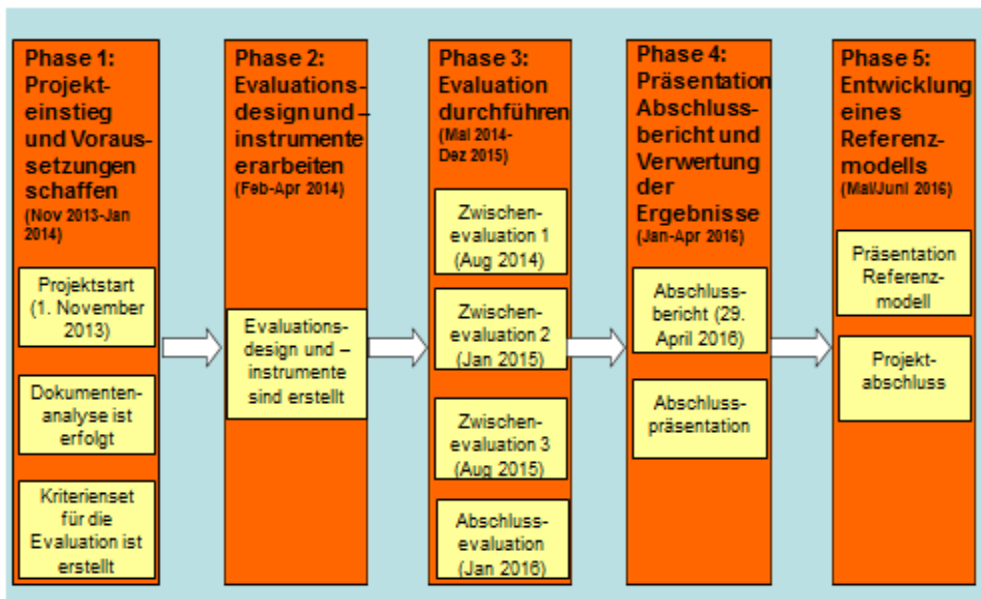 Phase 1:
Projekt-
einstieg
und Voraus-
setzungen
schaffen
(Nov 2013-Jan
2014)
Projektstart
(1. November
2013)
Dokumenten-
analyse ist
erfolgt
Kriterienset
für die
Evaluation ist
erstellt
Phase 2:
Evaluations-
design und –
instrumente
erarbeiten
(Feb-Apr 2014)
Evaluations-
design und –
instrumente
sind erstellt
Phase 3:
Evaluation
durchführen
(Mai 2014-
Dez 2015)
Zwischen-
evaluation 1
(Aug 2014)
Zwischen-
evaluation 2
(Jan 2015)
Zwischen-
evaluation 3
(Aug 2015)
Abschluss-
evaluation
(Jan 2016)
Phase 4:
Präsentation
Abschluss-
bericht und
Verwertung
der
Ergebnisse
(Jan-Apr 2016)
Abschluss-
bericht (29.
April 2016)
Abschluss-
präsentation
Phase 5:
Entwicklung
eines
Referenz-
modells
(Mai/Juni 2016)
Präsentation
Referenz-
modell
Projekt-
abschluss